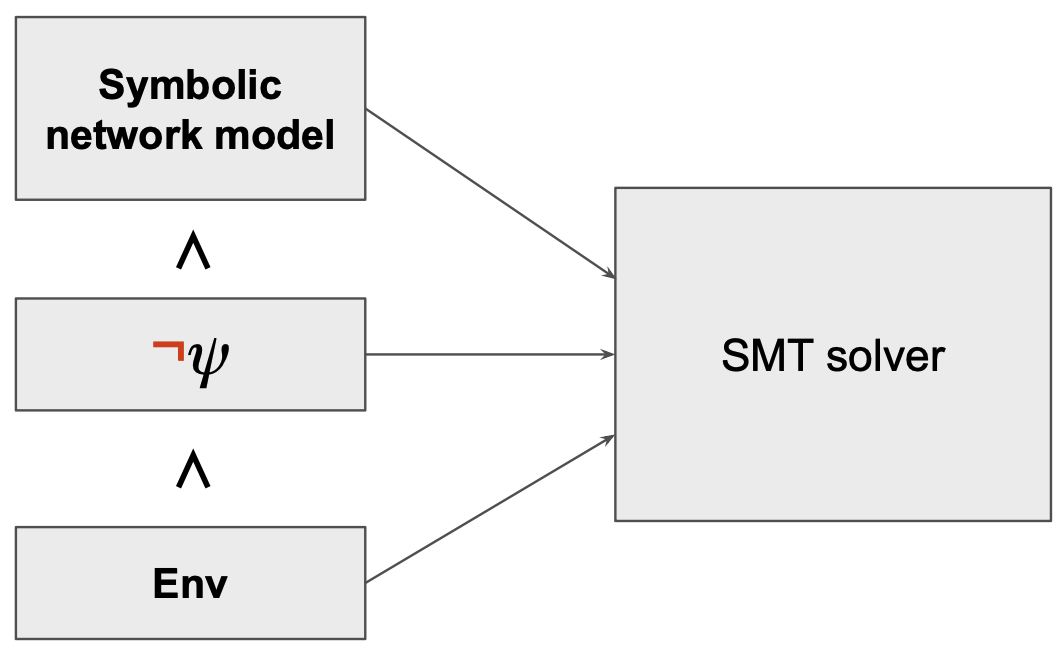 Symbolic
network model
∧
¬ψ
∧
Env
SMT solver